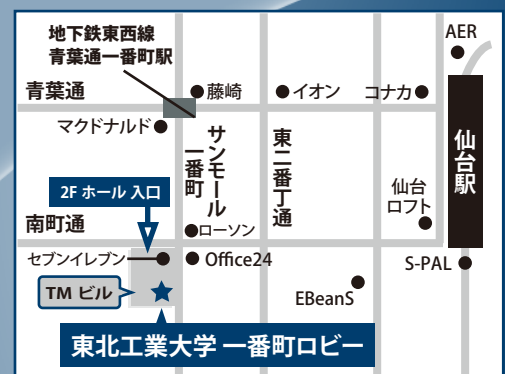 地下鉄東西線
青葉通一番町駅
AER
青葉通
藤崎
イオン
コナカ
マクドナルド
サンモール
一番町
東二番丁通
仙台駅
2F ホール 入口
仙台
ロフト
南町通
ローソン
セブンイレブン
Office24
S-PAL
TM ビル
EBeanS
東北工業大学 一番町ロビー